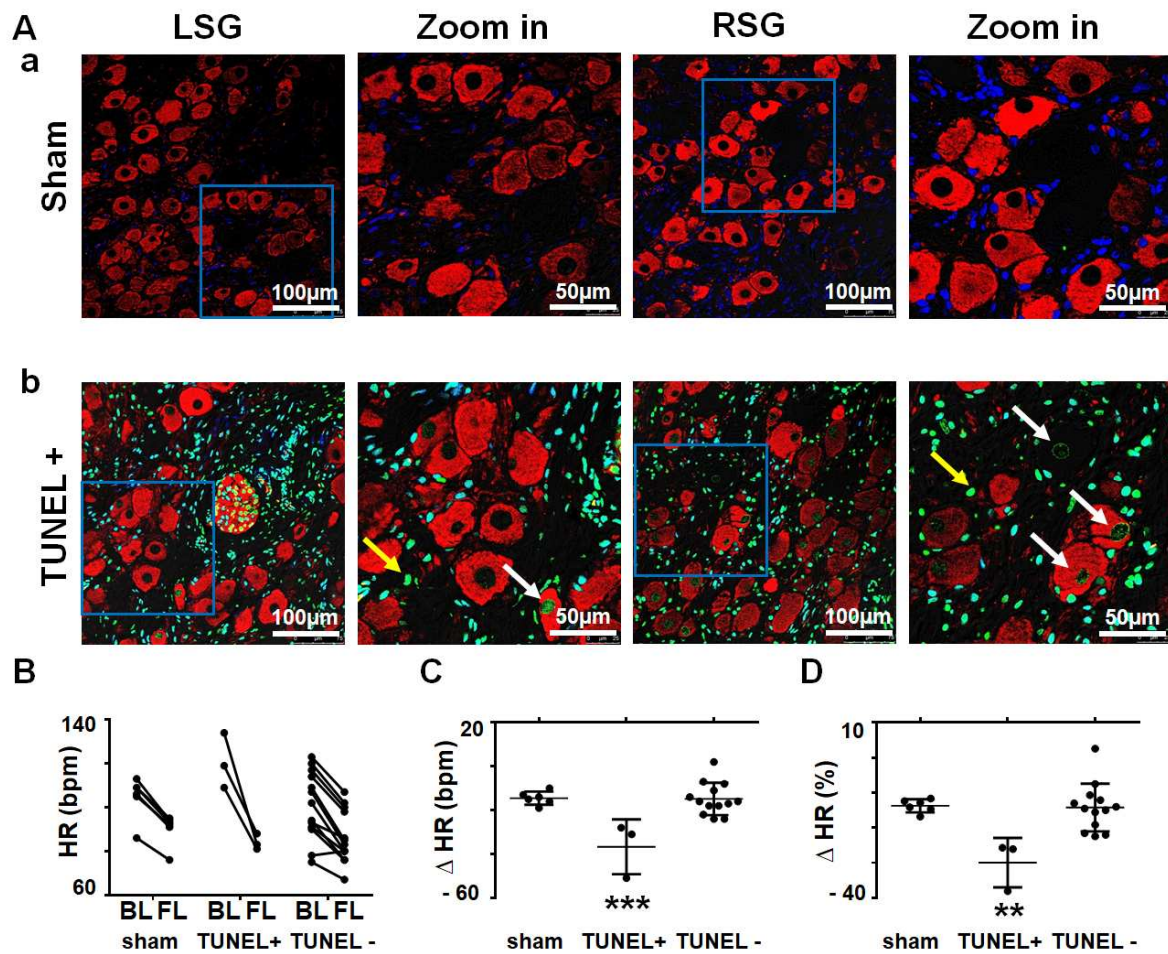 A
LSG Zoom in RSG Zoom in
a
Sham
100µm 50µm 100µm 50µm
b
TUNEL +
100µm 50µm 100µm 50µm
B C D
140
HR (bpm)
60
BL FL BL FL BL FL
sham TUNEL+ TUNEL -
20
Δ HR (bpm)
- 60
***
sham TUNEL+ TUNEL -
10
Δ HR (%)
- 40
**
sham TUNEL+ TUNEL -